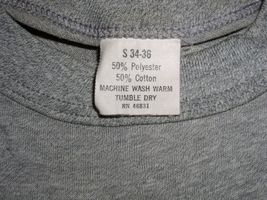 S 34-36
50% Polyester
50% Cotton
MACHINE WASH WARM
TUMBLE DRY
RN 46831